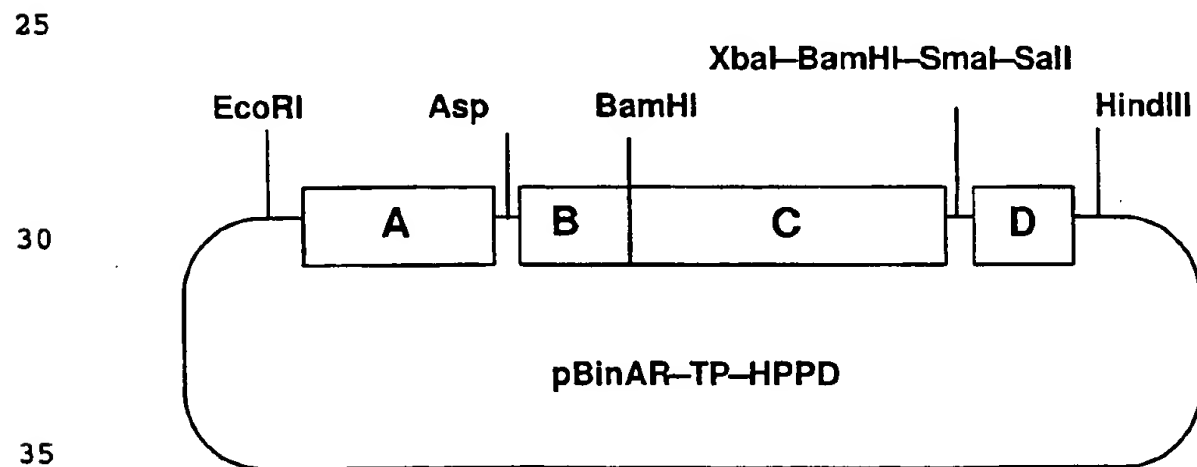 25
XbaI–BamHI–SmaI–SalI
EcoRI Asp BamHI HindIII
30 A B C D
pBinAR–TP–HPPD
35